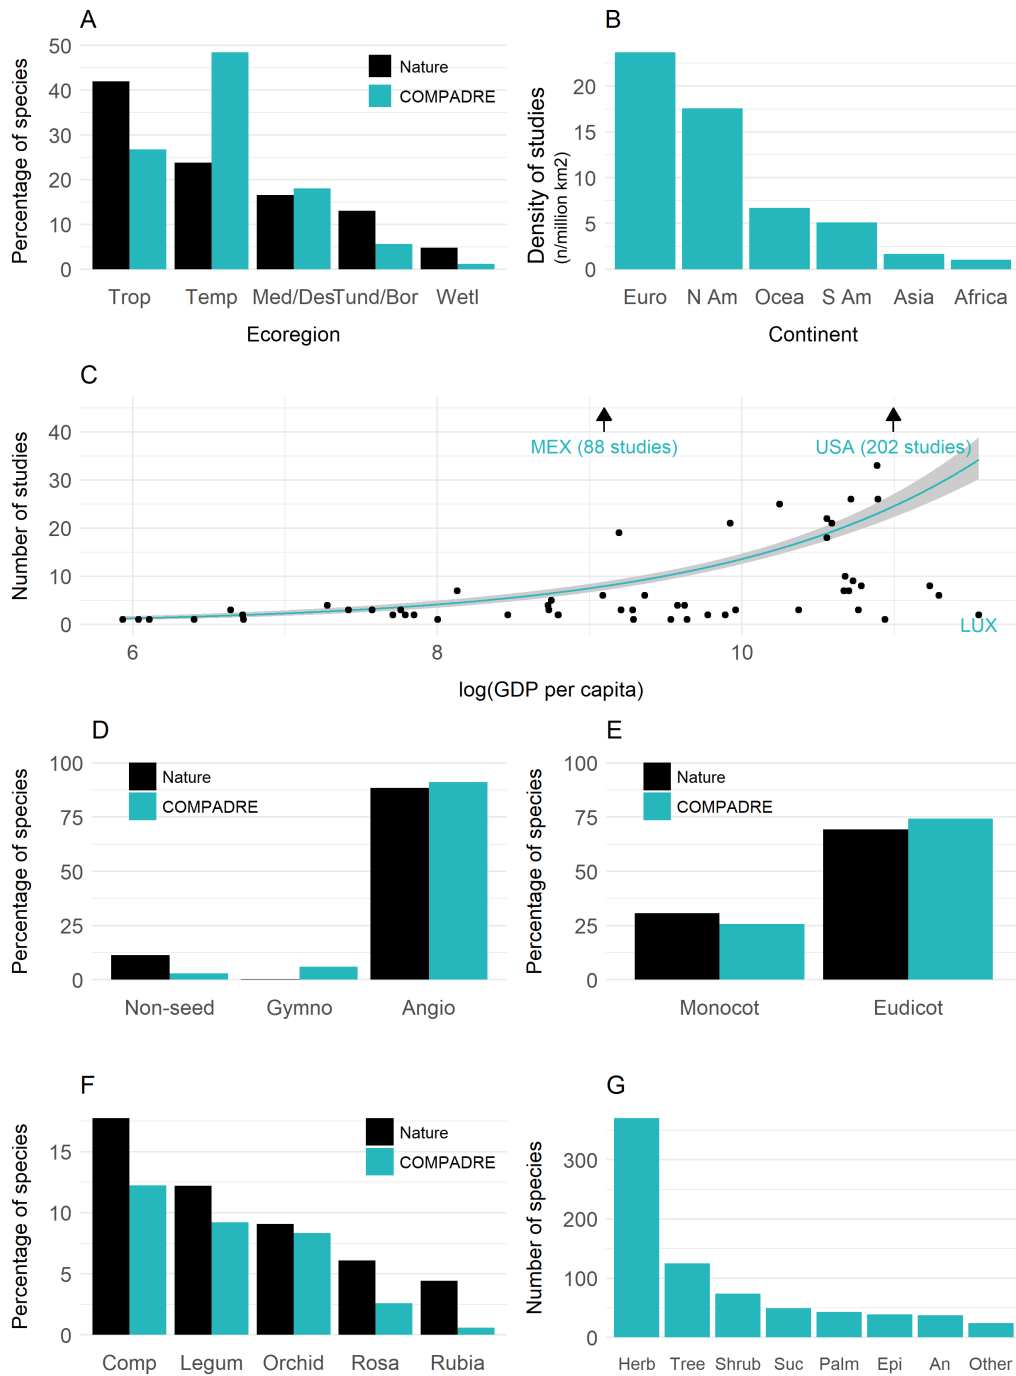 A
Percentage of species
50
40
30
20
10
0
Nature
COMPADRE
Trop Temp Med/Des Tund/Bor Wetl
Ecoregion
B
Density of studies
(n/million km2)
20
15
10
5
0
Euro N Am Ocea S Am Asia Africa
Continent
C
Number of studies
40
30
20
10
0
MEX (88 studies)
USA (202 studies)
LUX
6 8 10
log(GDP per capita)
D
Percentage of species
100
75
50
25
0
Nature
COMPADRE
Non-seed Gymno Angio
E
Percentage of species
100
75
50
25
0
Nature
COMPADRE
Monocot Eudicot
F
Percentage of species
15
10
5
0
Nature
COMPADRE
Comp Legum Orchid Rosa Rubia
G
Number of species
300
200
100
0
Herb Tree Shrub Suc Palm Epi An Other